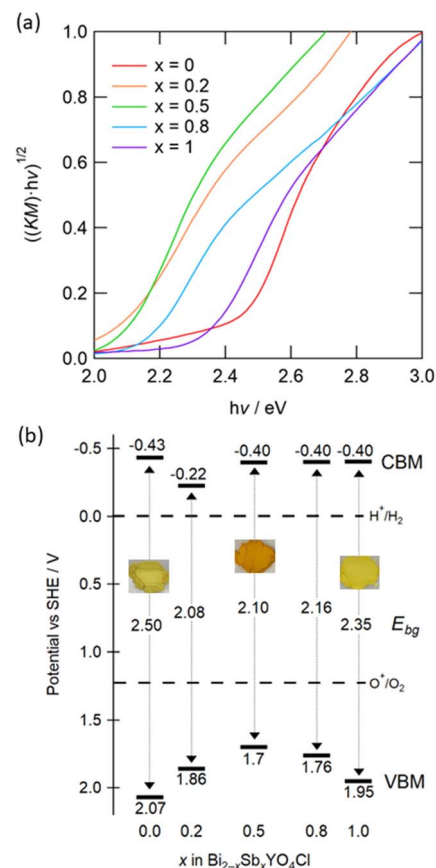 (a)
1.0
0.8
0.6
0.4
0.2
0.0
((KM)·hν)^{1/2}
x = 0
x = 0.2
x = 0.5
x = 0.8
x = 1
2.0 2.2 2.4 2.6 2.8 3.0
hν / eV
(b)
-0.5
0.0
0.5
1.0
1.5
2.0
Potential vs SHE / V
-0.43 -0.22 -0.40 -0.40 -0.40 CBM
H⁺/H₂
2.50 2.08 2.10 2.16 2.35 E_{bg}
O⁺/O₂
2.07 1.86 1.7 1.76 1.95 VBM
0.0 0.2 0.5 0.8 1.0
x in Bi₂₋ₓSbₓYO₄Cl